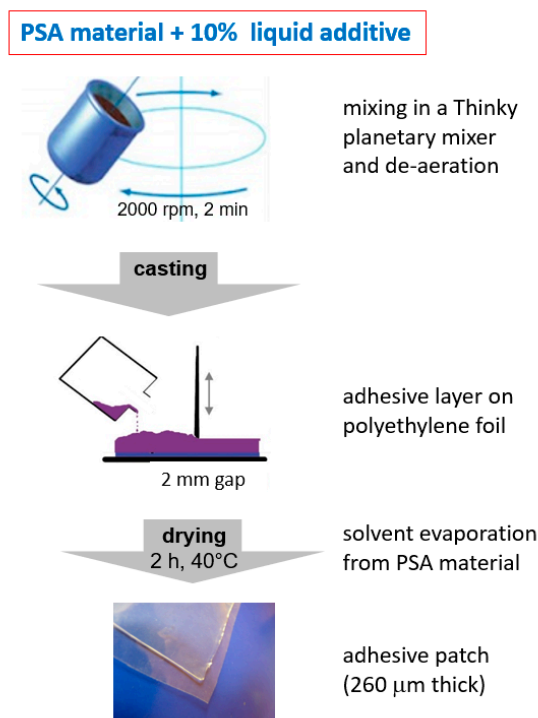 PSA material + 10% liquid additive
mixing in a Thinky
planetary mixer
and de-aeration
2000 rpm, 2 min
casting
adhesive layer on
polyethylene foil
2 mm gap
drying
2 h, 40°C
solvent evaporation
from PSA material
adhesive patch
(260 μm thick)